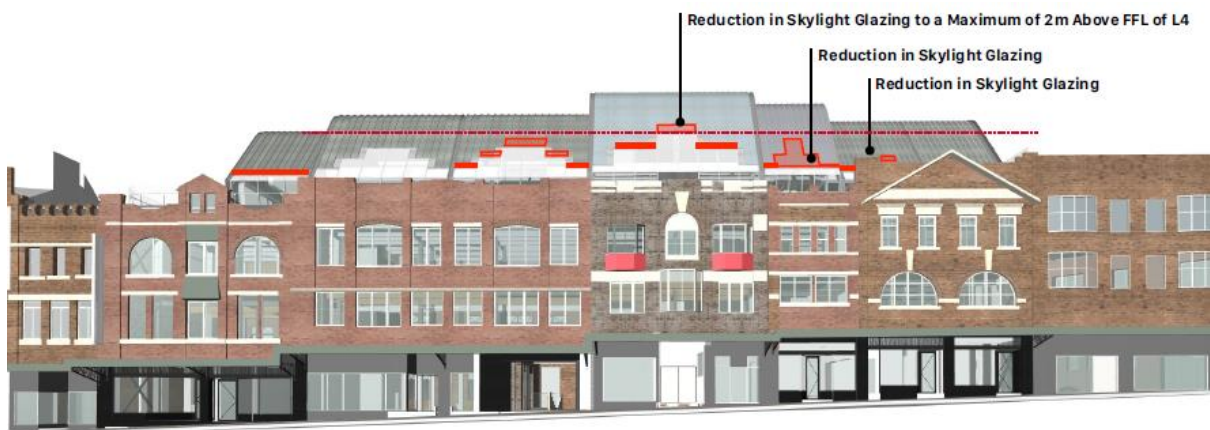 Reduction in Skylight Glazing to a Maximum of 2m Above FFL of L4
Reduction in Skylight Glazing
Reduction in Skylight Glazing